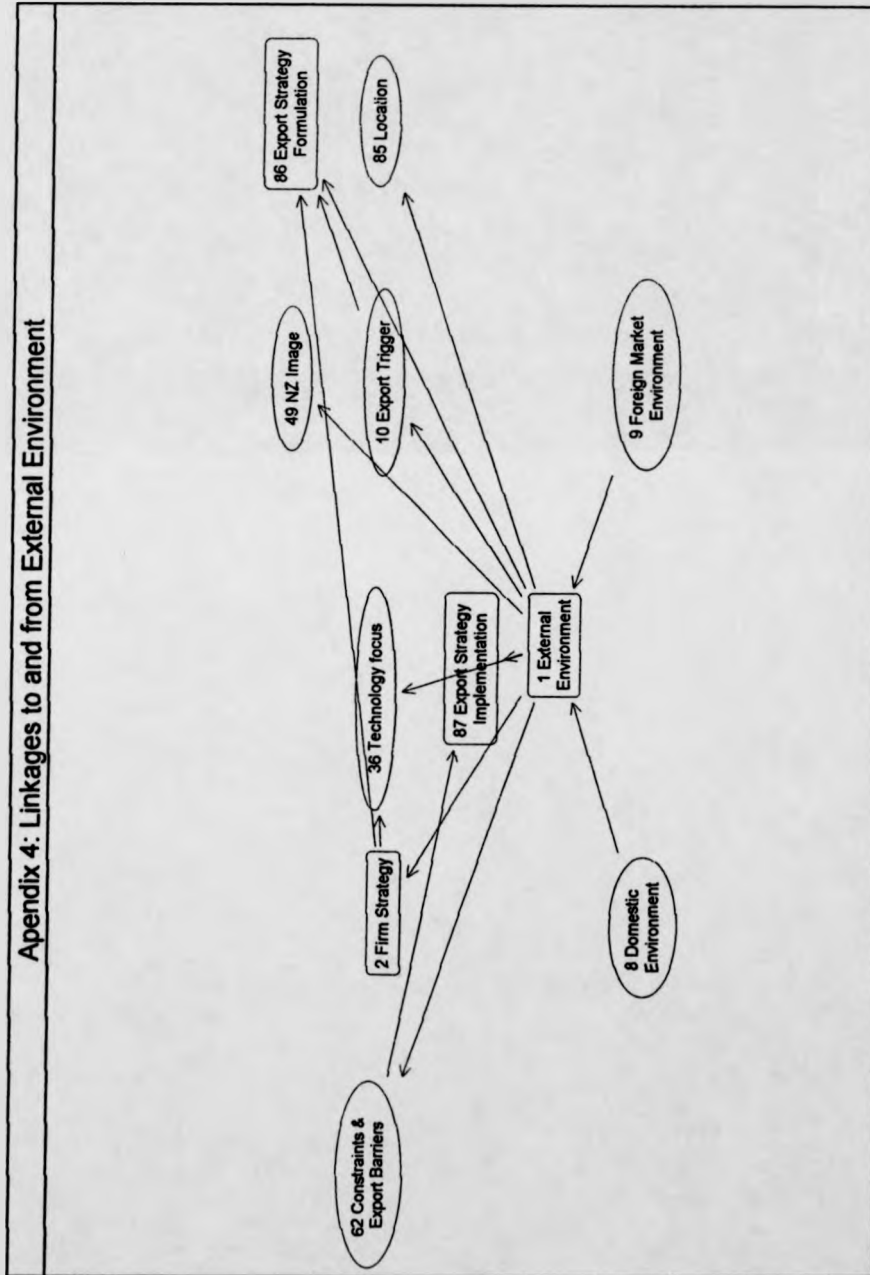 Apendix 4: Linkages to and from External Environment
86 Export Strategy
Formulation
85 Location
49 NZ Image
10 Export Trigger
36 Technology focus
87 Export Strategy
Implementation
2 Firm Strategy
62 Constraints &
Export Barriers
1 External
Environment
9 Foreign Market
Environment
8 Domestic
Environment